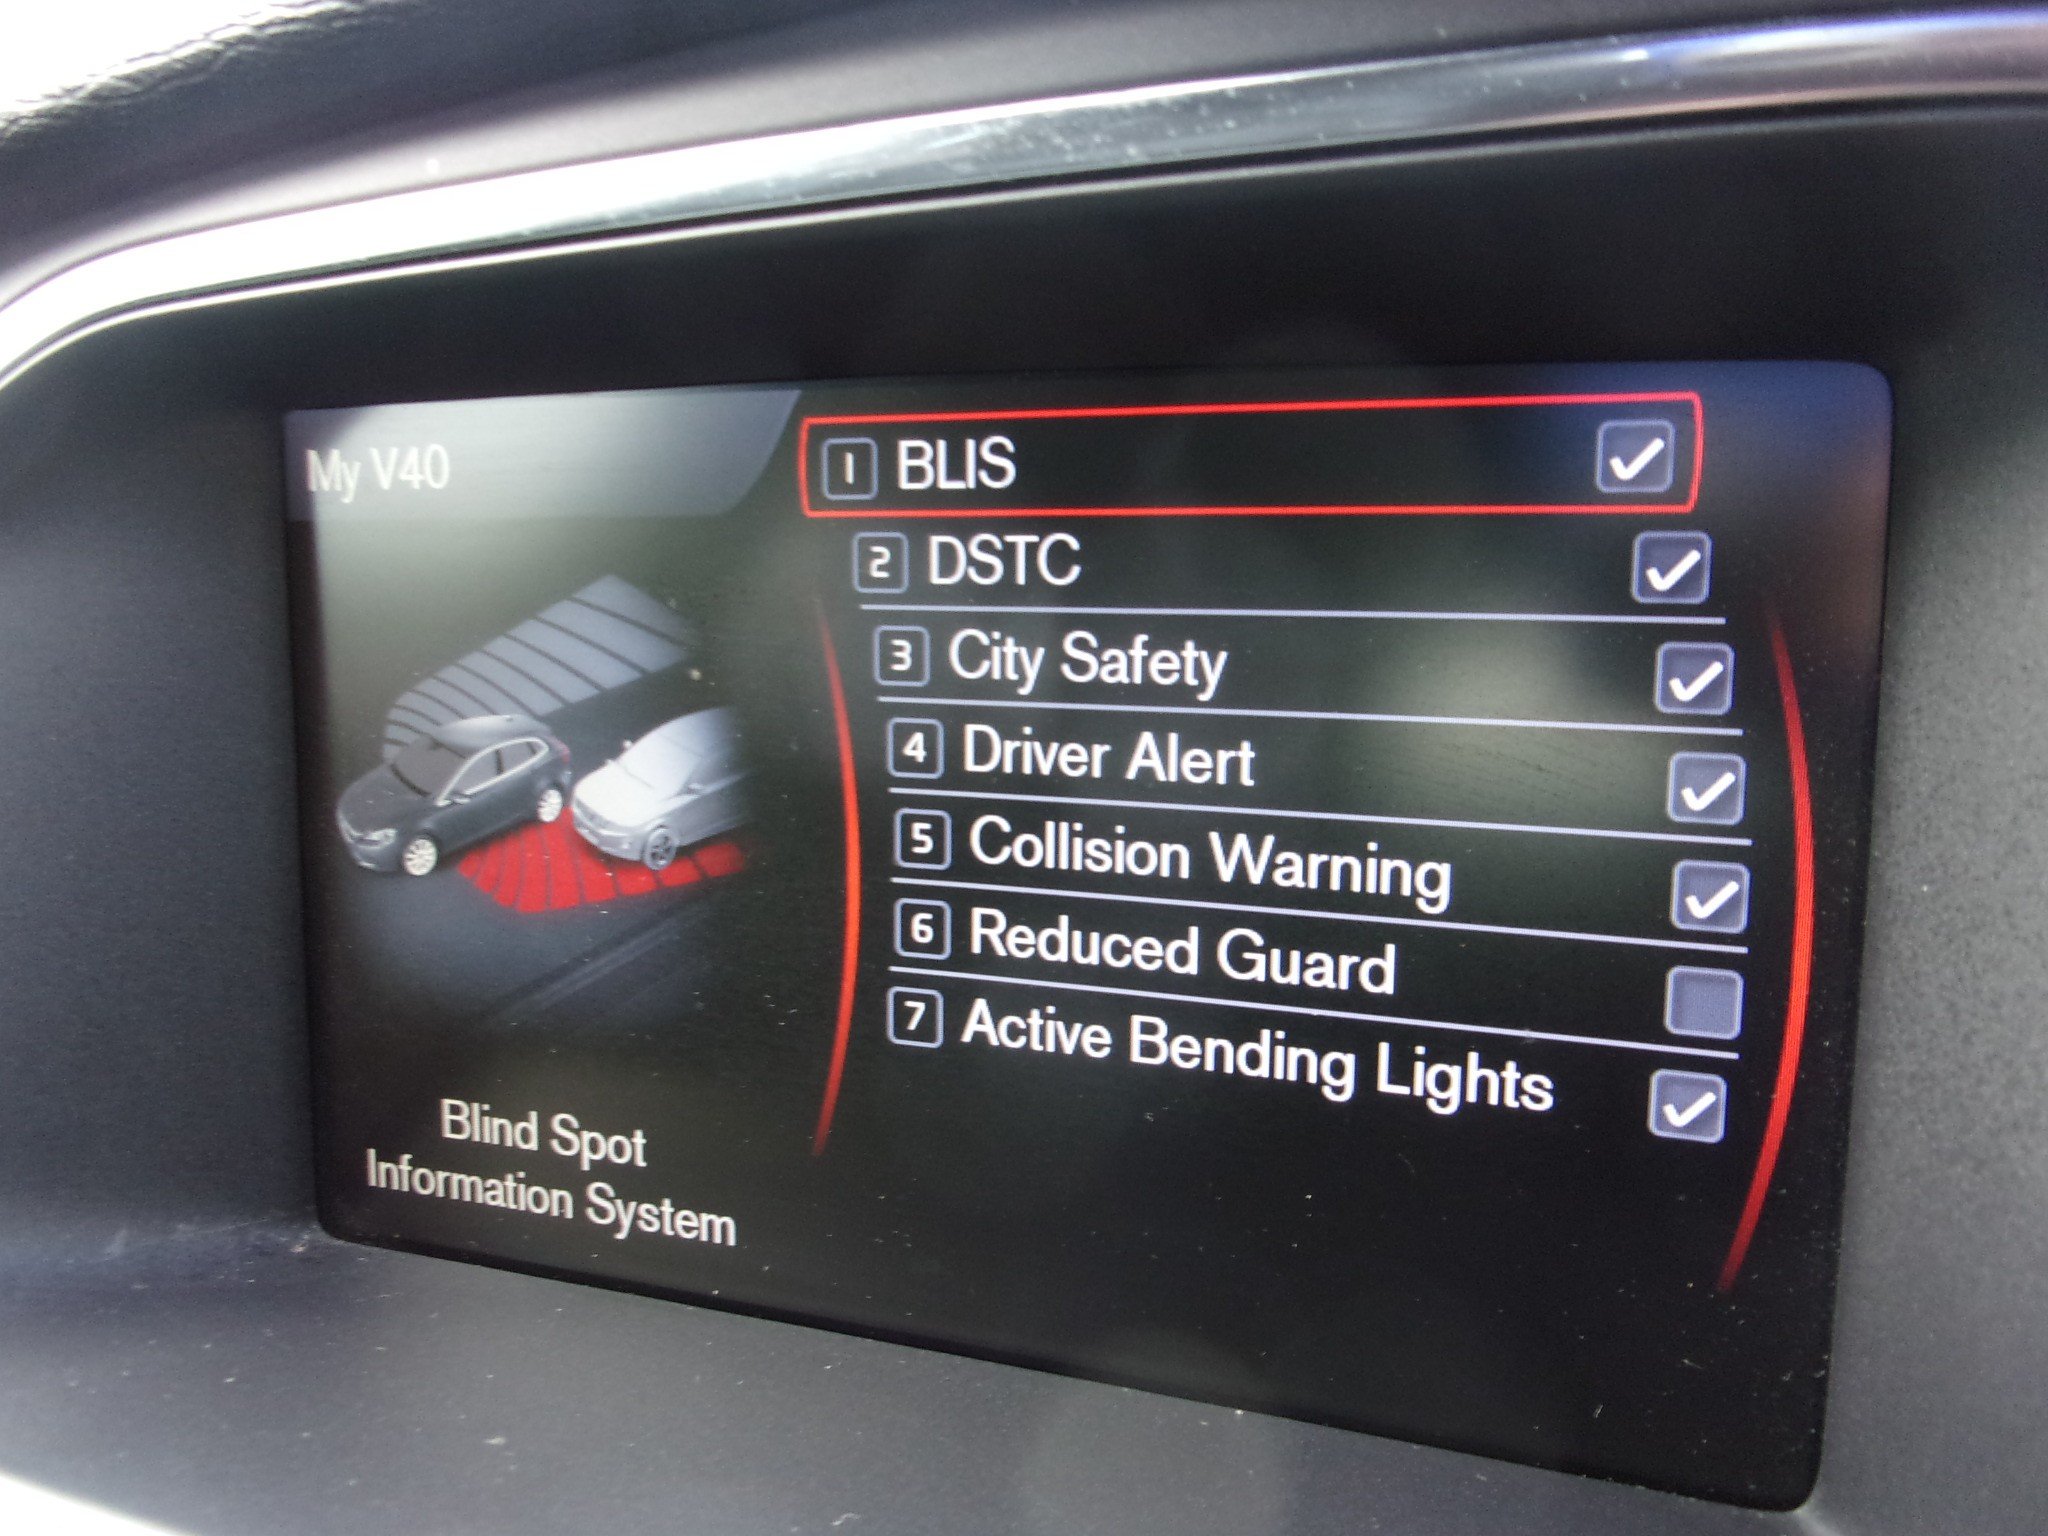 My V40
1 BLIS
2 DSTC
3 City Safety
4 Driver Alert
5 Collision Warning
6 Reduced Guard
7 Active Bending Lights
Blind Spot
Information System